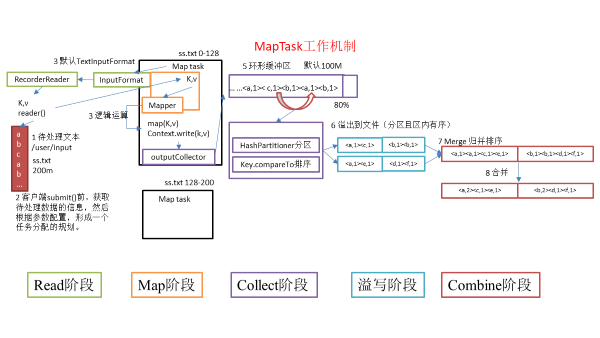 MapTask工作机制
ss.txt 0-128
3 默认TextInputFormat
Map task
5 环形缓冲区
默认100M
RecorderReader
InputFormat
K,v
... ...<a,1>< c,1><b,1><a,1><b,1>
K,v
reader()
Mapper
80%
3 逻辑运算
map(K,v)
Context.write(k,v)
6 溢出到文件（分区且区内有序）
a
b
c
a
b
...
1 待处理文本
/user/input
ss.txt
200m
HashPartitioner分区
<a,1><c,1>
<b,1><b,1>
7 Merge 归并排序
outputCollector
Key.compareTo排序
<a,1><e,1>
<d,1><f,1>
<a,1><a,1><c,1><e,1>
<b,1><b,1><d,1><f,1>
8 合并
ss.txt 128-200
<a,2><c,1><e,1>
<b,2><d,1><f,1>
Map task
2 客户端submit()前，获取
待处理数据的信息，然后
根据参数配置，形成一个
任务分配的规划。
Read阶段
Map阶段
Collect阶段
溢写阶段
Combine阶段